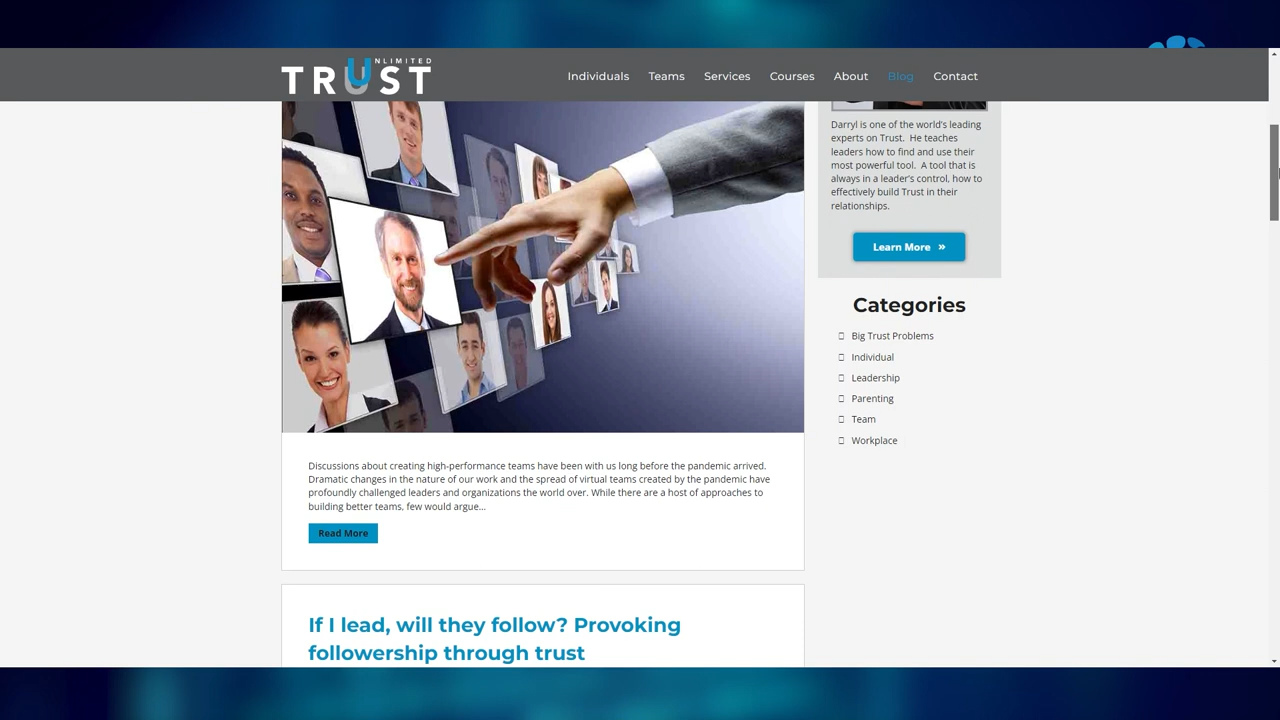 TRUST
UNLIMITED
Individuals
Teams
Services
Courses
About
Blog
Contact
Darryl is one of the world's leading
experts on Trust. He teaches
leaders how to find and use their
most powerful tool. A tool that is
always in a leader's control, how to
effectively build Trust in their
relationships.
Learn More »
Categories
Big Trust Problems
Individual
Leadership
Parenting
Team
Workplace
Discussions about creating high-performance teams have been with us long before the pandemic arrived.
Dramatic changes in the nature of our work and the spread of virtual teams created by the pandemic have
profoundly challenged leaders and organizations the world over. While there are a host of approaches to
building better teams, few would argue...
Read More
If I lead, will they follow? Provoking
followership through trust